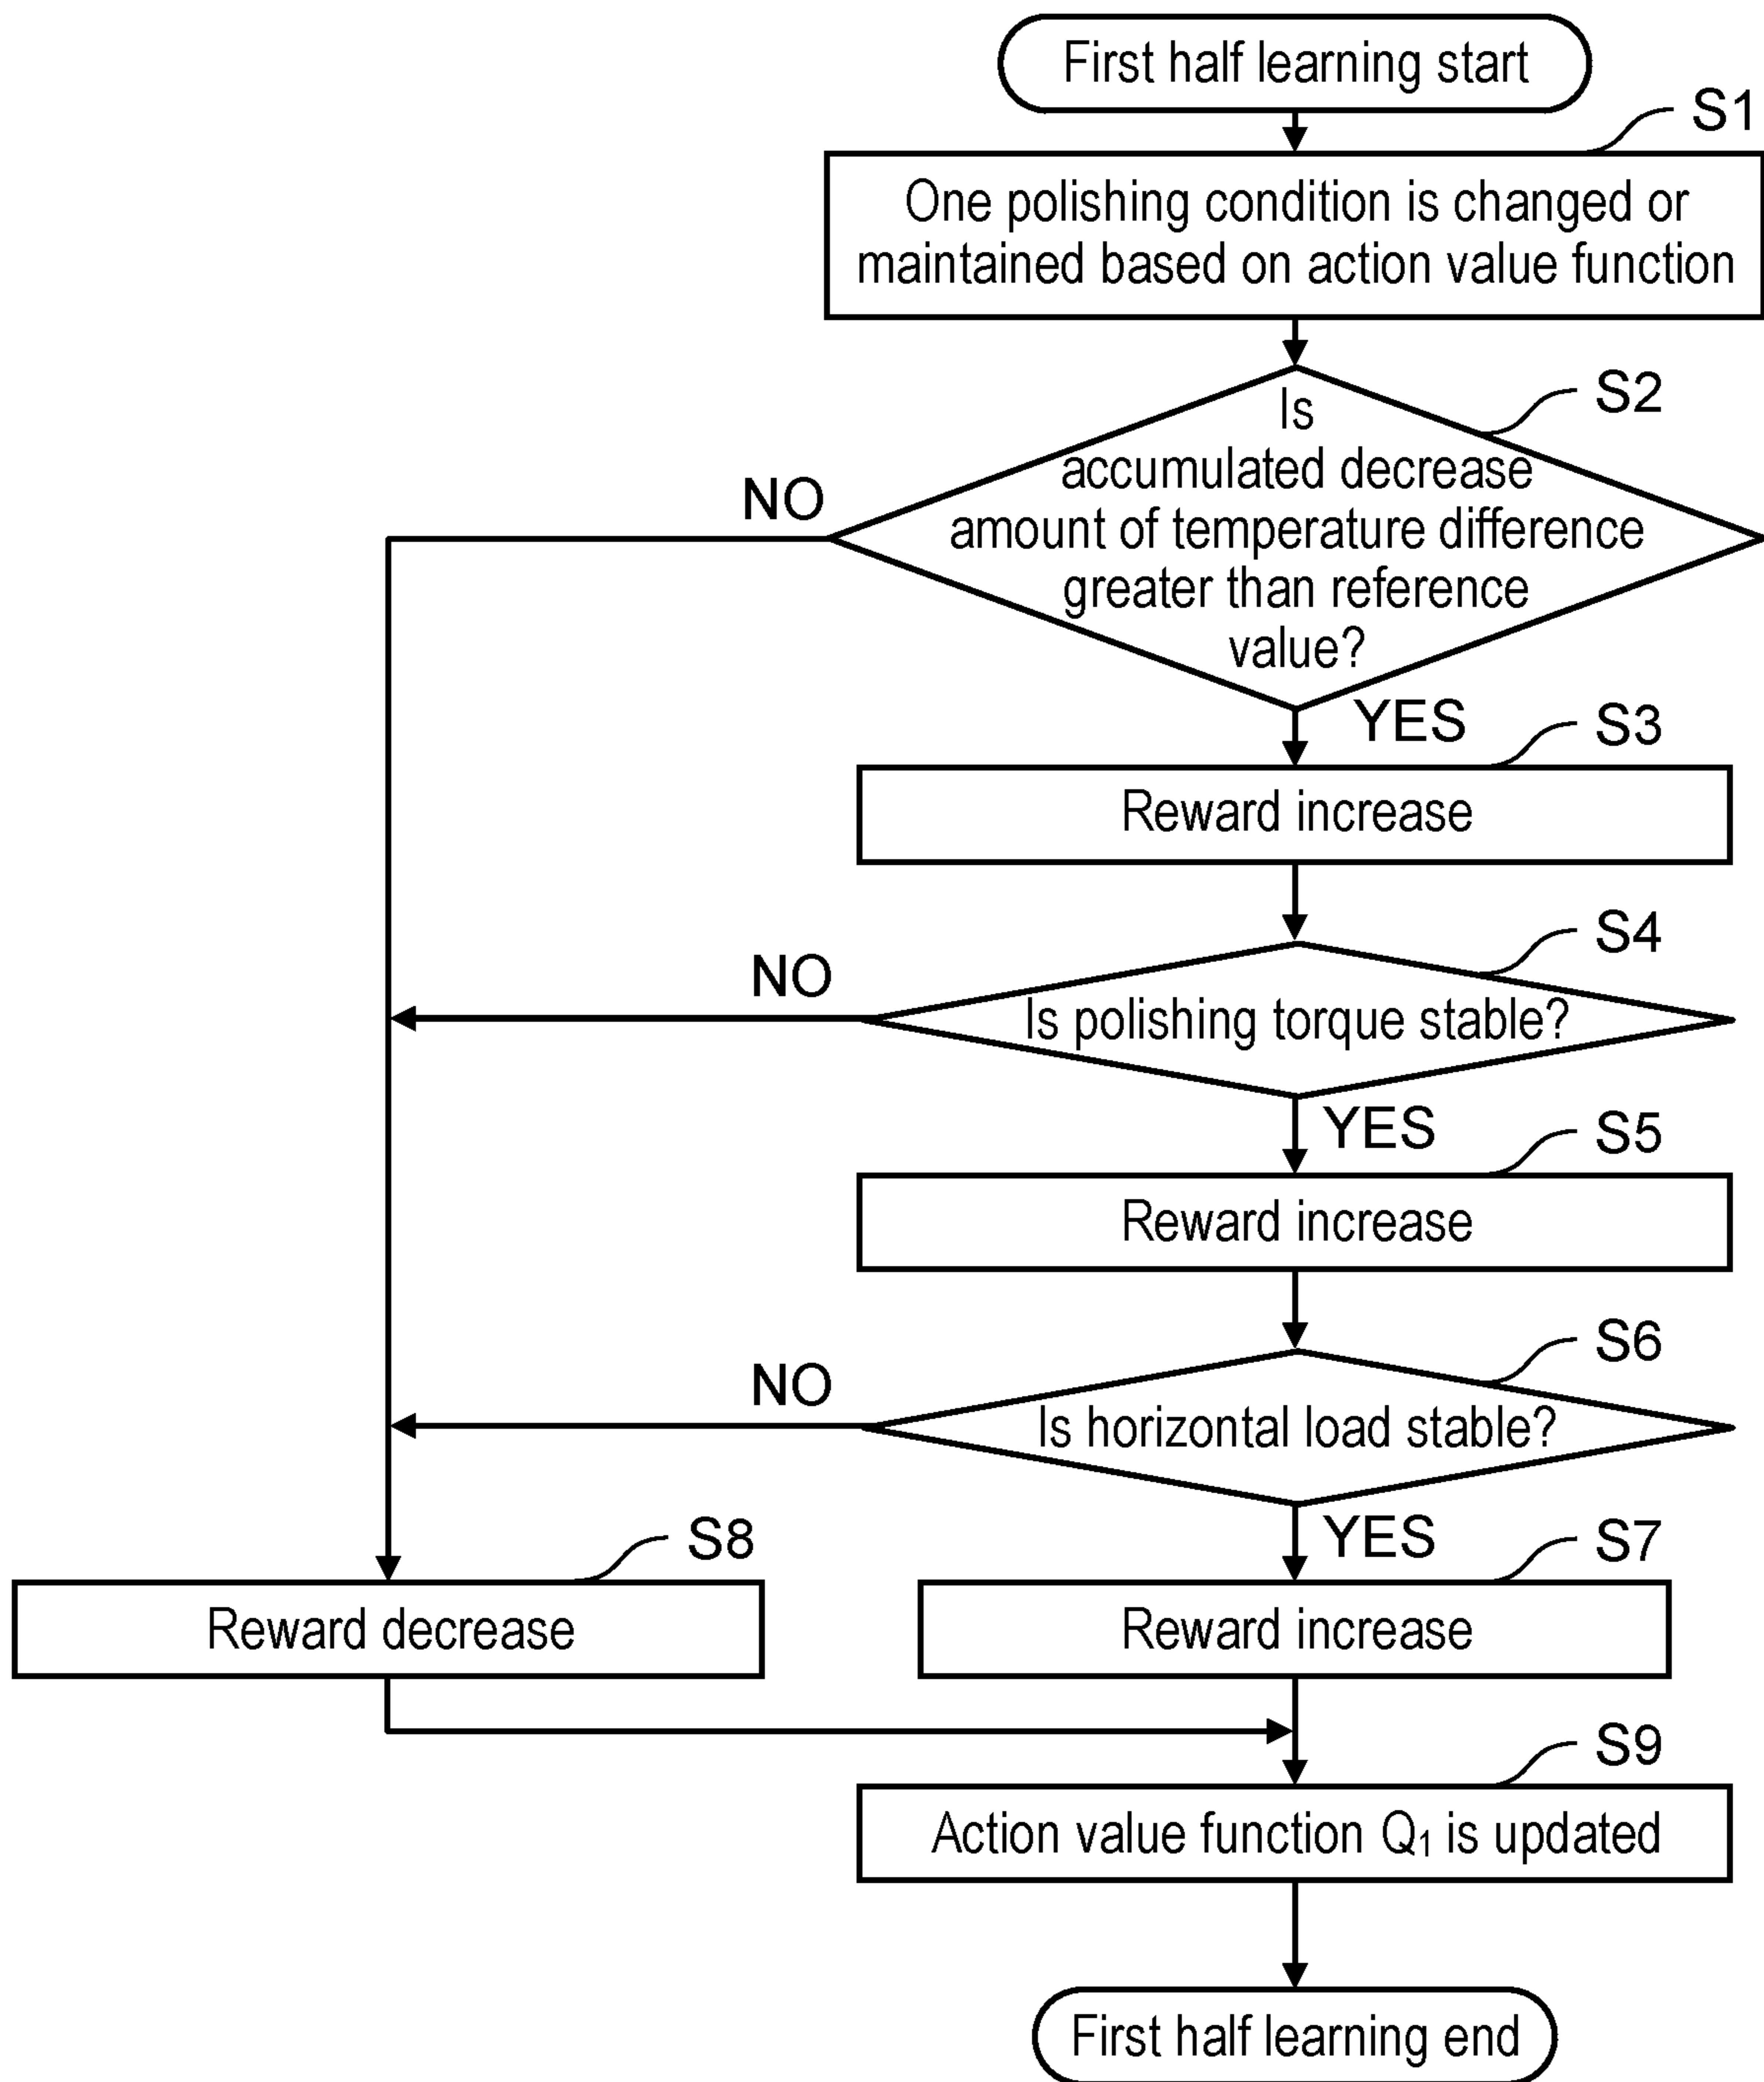 First half learning start
S1
One polishing condition is changed or
maintained based on action value function
S2
Is
accumulated decrease
amount of temperature difference
greater than reference
value?
NO
YES
S3
Reward increase
S4
NO
Is polishing torque stable?
YES
S5
Reward increase
S6
NO
Is horizontal load stable?
YES
S8
S7
Reward decrease
Reward increase
S9
Action value function Q₁ is updated
First half learning end